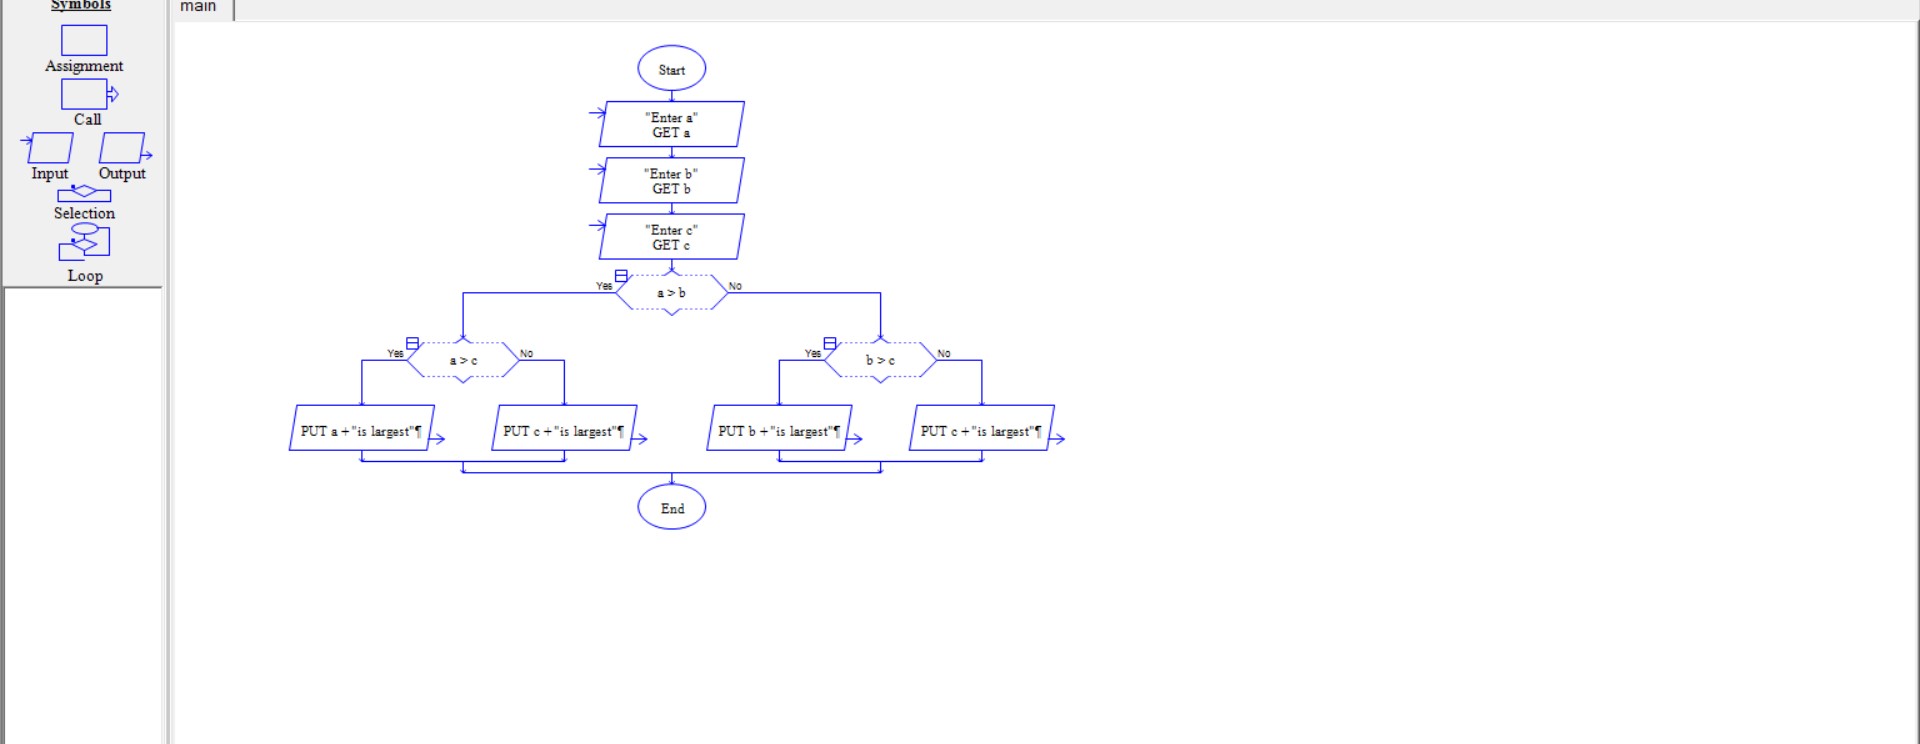 Symbols
Assignment
Call
Input
Output
Selection
Loop
main
Start
"Enter a"
GET a
"Enter b"
GET b
"Enter c"
GET c
Yes
a > b
No
Yes
a > c
No
Yes
b > c
No
PUT a +"is largest"¶
PUT c +"is largest"¶
PUT b +"is largest"¶
PUT c +"is largest"¶
End